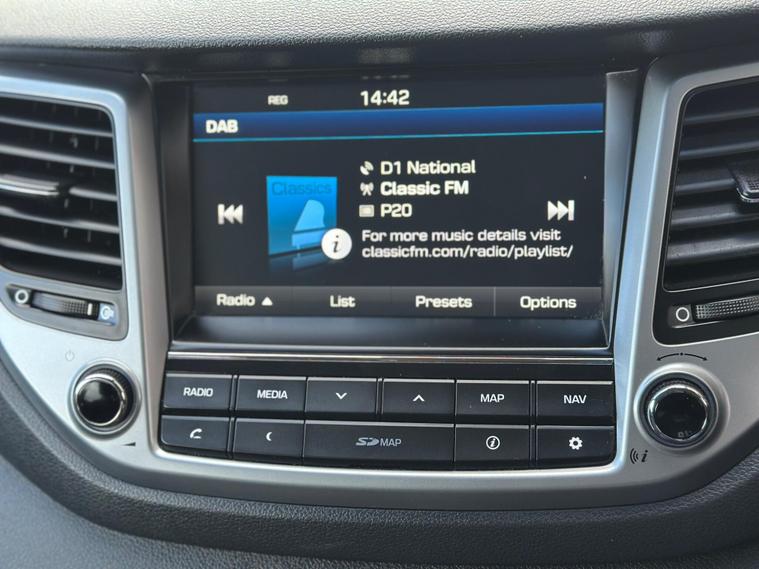 REG 14:42
DAB
Classics
D1 National
Classic FM
P20
i
For more music details visit
classicfm.com/radio/playlist/
Radio List Presets Options
RADIO MEDIA MAP NAV
SD MAP i
i